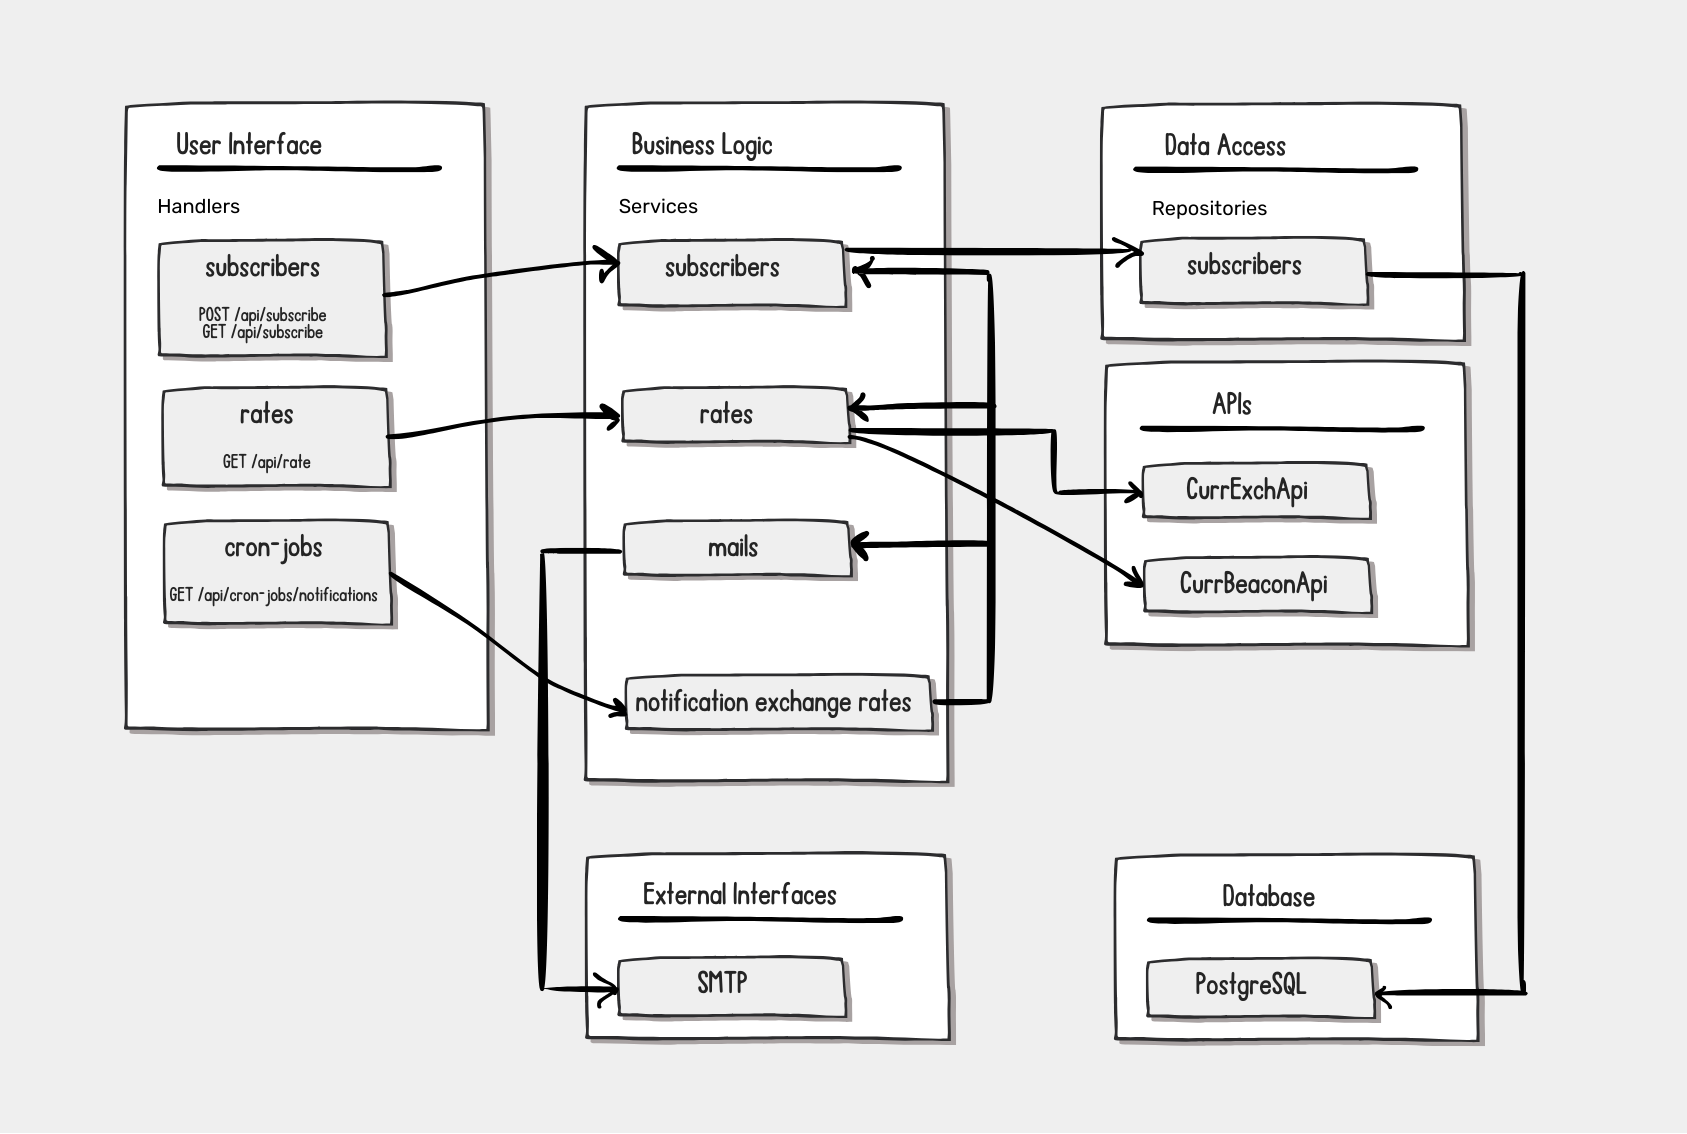 User Interface
Handlers
subscribers
POST /api/subscribe
GET /api/subscribe
rates
GET /api/rate
cron-jobs
GET /api/cron-jobs/notifications
Business Logic
Services
subscribers
rates
mails
notification exchange rates
Data Access
Repositories
subscribers
APIs
CurrExchApi
CurrBeaconApi
External Interfaces
SMTP
Database
PostgreSQL